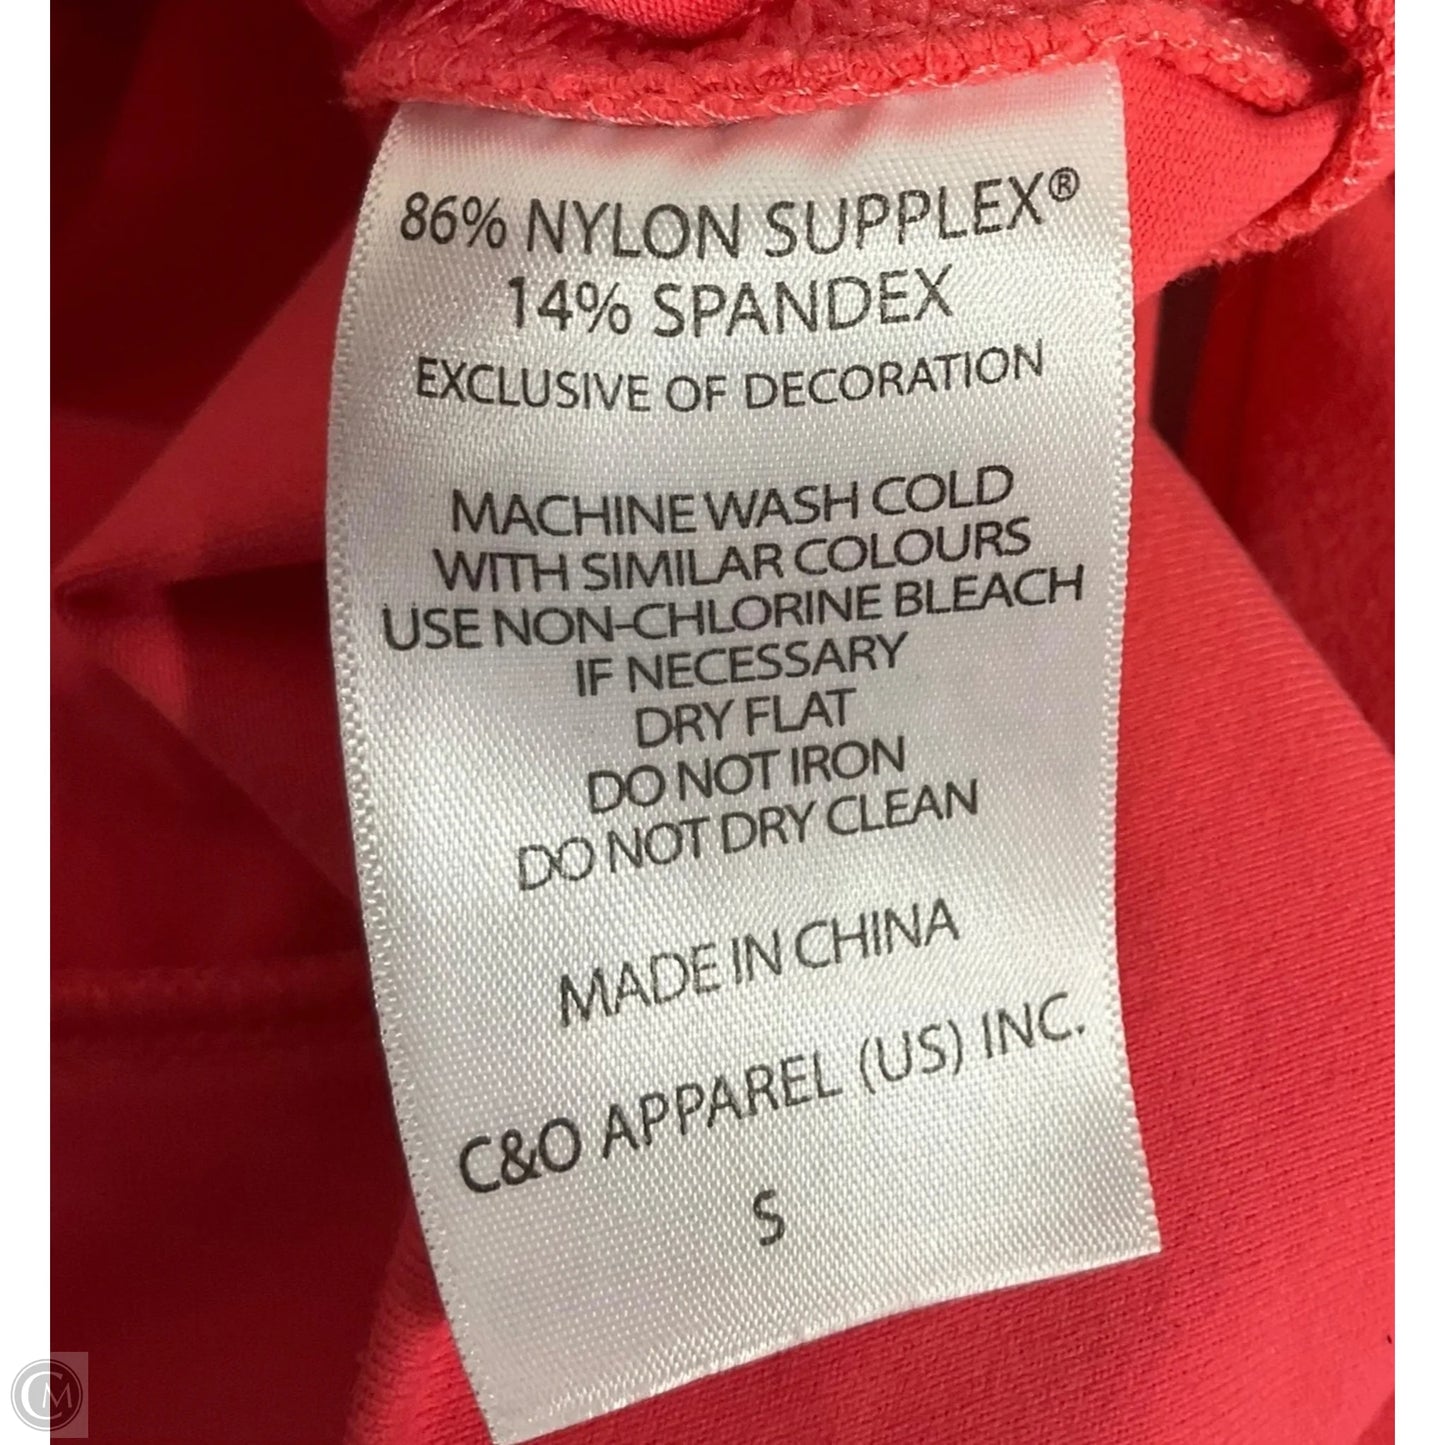 86% NYLON SUPPLEX®
14% SPANDEX
EXCLUSIVE OF DECORATION
MACHINE WASH COLD
WITH SIMILAR COLOURS
USE NON-CHLORINE BLEACH
IF NECESSARY
DRY FLAT
DO NOT IRON
DO NOT DRY CLEAN
MADE IN CHINA
C&O APPAREL (US) INC.
S
CM